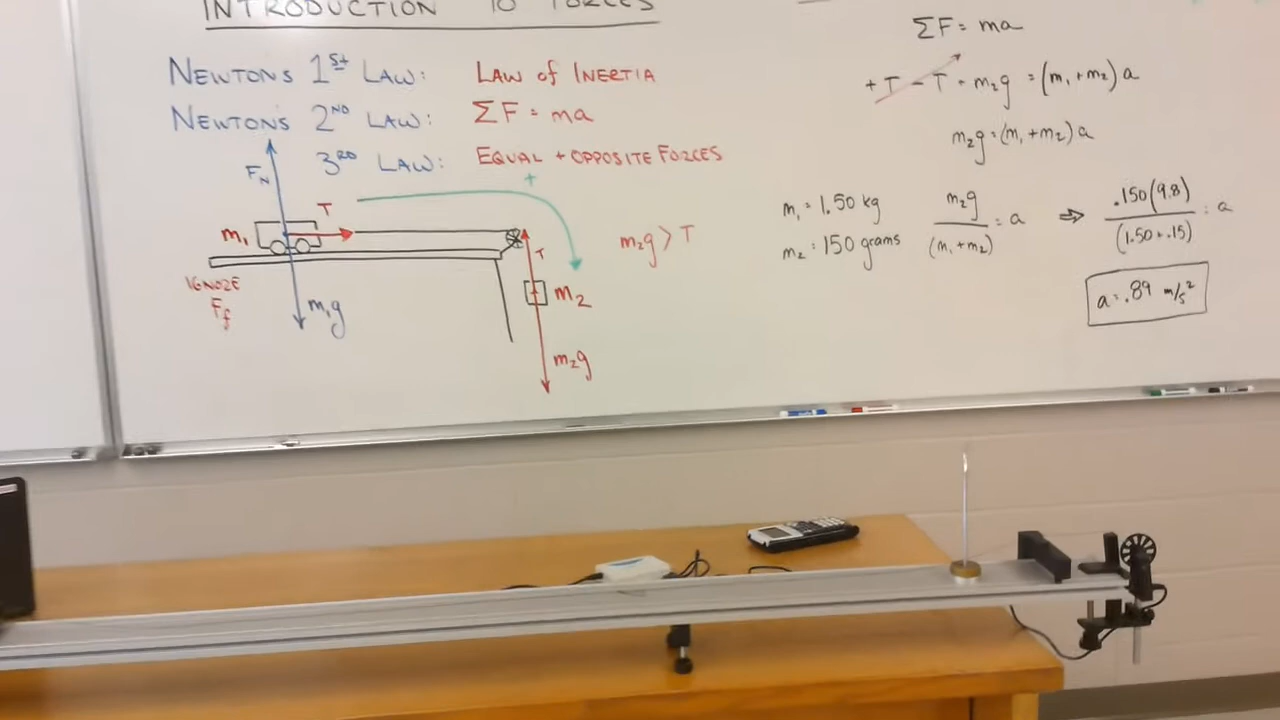 INTRODUCTION TO FORCES
NEWTONS 1ST LAW: LAW OF INERTIA
NEWTONS 2ND LAW: ΣF = ma
3RD LAW: EQUAL + OPPOSITE FORCES
FN
T
+
m1
T
m2g > T
IGNORE
Ff
m1g
m2
m2g
ΣF = ma
+T - T + m2g = (m1+m2)a
m2g = (m1+m2)a
m1 = 1.50 kg
m2 = 150 grams
m2g/(m1+m2) = a ⇒ .150(9.8)/(1.50+.15) = a
a = .89 m/s²